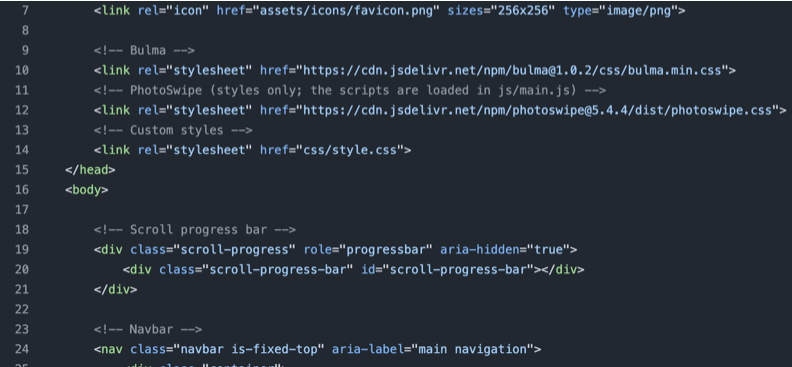 7 <link rel="icon" href="assets/icons/favicon.png" sizes="256x256" type="image/png">
8
9 <!-- Bulma -->
10 <link rel="stylesheet" href="https://cdn.jsdelivr.net/npm/bulma@1.0.2/css/bulma.min.css">
11 <!-- PhotoSwipe (styles only; the scripts are loaded in js/main.js) -->
12 <link rel="stylesheet" href="https://cdn.jsdelivr.net/npm/photoswipe@5.4.4/dist/photoswipe.css">
13 <!-- Custom styles -->
14 <link rel="stylesheet" href="css/style.css">
15 </head>
16 <body>
17
18 <!-- Scroll progress bar -->
19 <div class="scroll-progress" role="progressbar" aria-hidden="true">
20 <div class="scroll-progress-bar" id="scroll-progress-bar"></div>
21 </div>
22
23 <!-- Navbar -->
24 <nav class="navbar is-fixed-top" aria-label="main navigation">